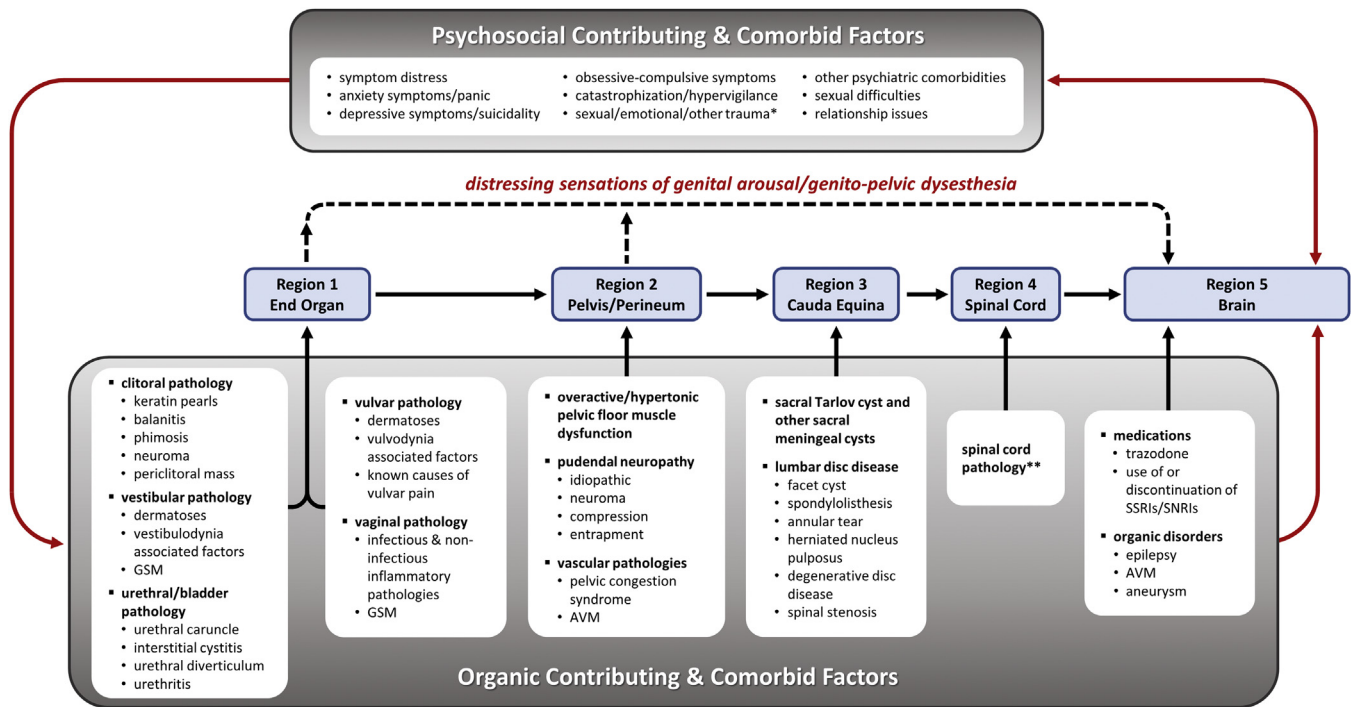 Psychosocial Contributing & Comorbid Factors
• symptom distress
• anxiety symptoms/panic
• depressive symptoms/suicidality
• obsessive-compulsive symptoms
• catastrophization/hypervigilance
• sexual/emotional/other trauma*
• other psychiatric comorbidities
• sexual difficulties
• relationship issues
distressing sensations of genital arousal/genito-pelvic dysesthesia
Region 1
End Organ
Region 2
Pelvis/Perineum
Region 3
Cauda Equina
Region 4
Spinal Cord
Region 5
Brain
▪ clitoral pathology
• keratin pearls
• balanitis
• phimosis
• neuroma
• periclitoral mass
▪ vestibular pathology
• dermatoses
• vestibulodynia
associated factors
• GSM
▪ urethral/bladder
pathology
• urethral caruncle
• interstitial cystitis
• urethral diverticulum
• urethritis
▪ vulvar pathology
• dermatoses
• vulvodynia
associated factors
• known causes of
vulvar pain
▪ vaginal pathology
• infectious & non-
infectious
inflammatory
pathologies
• GSM
▪ overactive/hypertonic
pelvic floor muscle
dysfunction
▪ pudendal neuropathy
• idiopathic
• neuroma
• compression
• entrapment
▪ vascular pathologies
• pelvic congestion
syndrome
• AVM
▪ sacral Tarlov cyst and
other sacral
meningeal cysts
▪ lumbar disc disease
• facet cyst
• spondylolisthesis
• annular tear
• herniated nucleus
pulposus
• degenerative disc
disease
• spinal stenosis
spinal cord
pathology**
▪ medications
• trazodone
• use of or
discontinuation of
SSRIs/SNRIs
▪ organic disorders
• epilepsy
• AVM
• aneurysm
Organic Contributing & Comorbid Factors